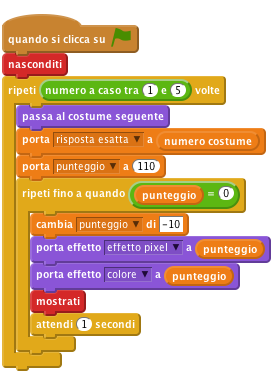 quando si clicca su
nasconditi
ripeti numero a caso tra 1 e 5 volte
passa al costume seguente
porta risposta esatta a numero costume
porta punteggio a 110
ripeti fino a quando punteggio = 0
cambia punteggio di -10
porta effetto effetto pixel a punteggio
porta effetto colore a punteggio
mostrati
attendi 1 secondi